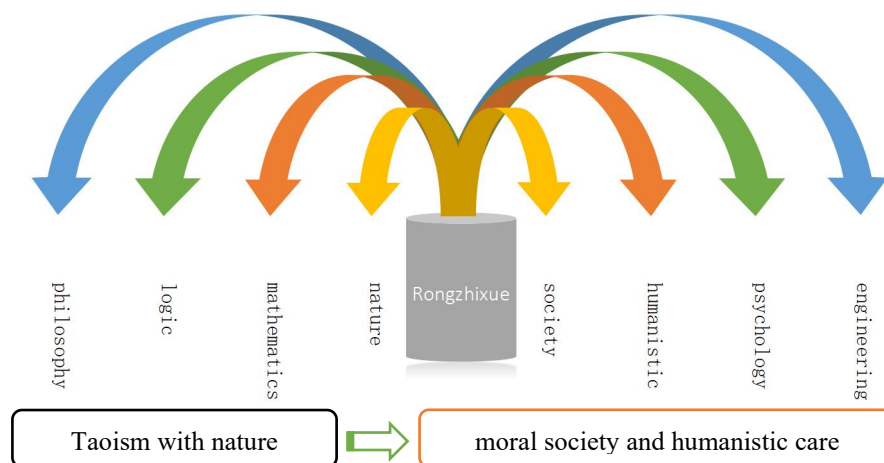 Rongzhixue
philosophy
logic
mathematics
nature
society
humanistic
psychology
engineering
Taoism with nature
moral society and humanistic care